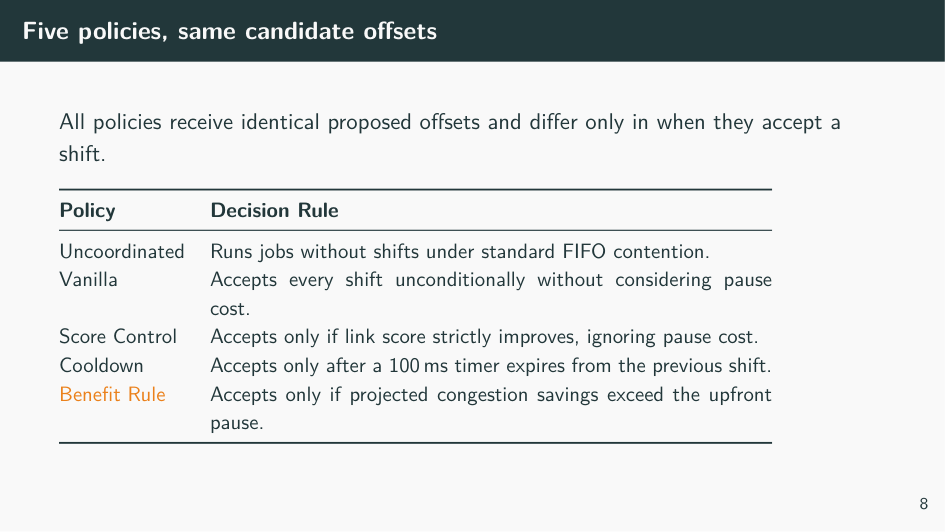 Five policies, same candidate offsets
All policies receive identical proposed offsets and differ only in when they accept a
shift.
Policy Decision Rule
Uncoordinated Runs jobs without shifts under standard FIFO contention.
Vanilla Accepts every shift unconditionally without considering pause
cost.
Score Control Accepts only if link score strictly improves, ignoring pause cost.
Cooldown Accepts only after a 100 ms timer expires from the previous shift.
Benefit Rule Accepts only if projected congestion savings exceed the upfront
pause.
8